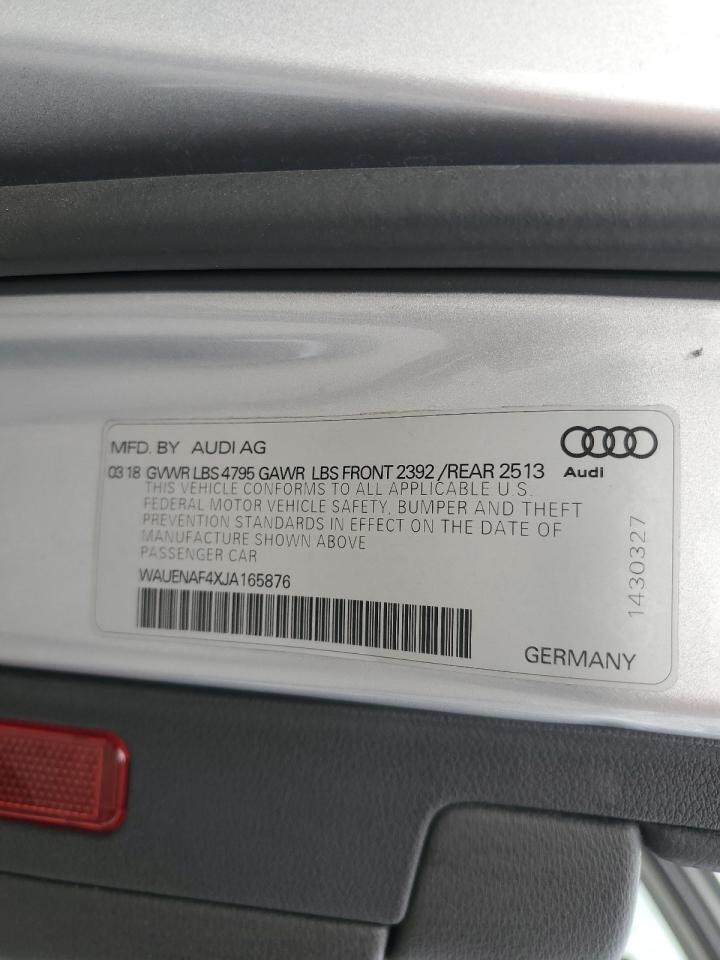 MFD. BY AUDI AG
03 18 GVWR LBS 4795 GAWR LBS FRONT 2392 /REAR 2513
Audi
THIS VEHICLE CONFORMS TO ALL APPLICABLE U.S.
FEDERAL MOTOR VEHICLE SAFETY, BUMPER AND THEFT
PREVENTION STANDARDS IN EFFECT ON THE DATE OF
MANUFACTURE SHOWN ABOVE
PASSENGER CAR
WAUENAF4XJA165876
1430327
GERMANY